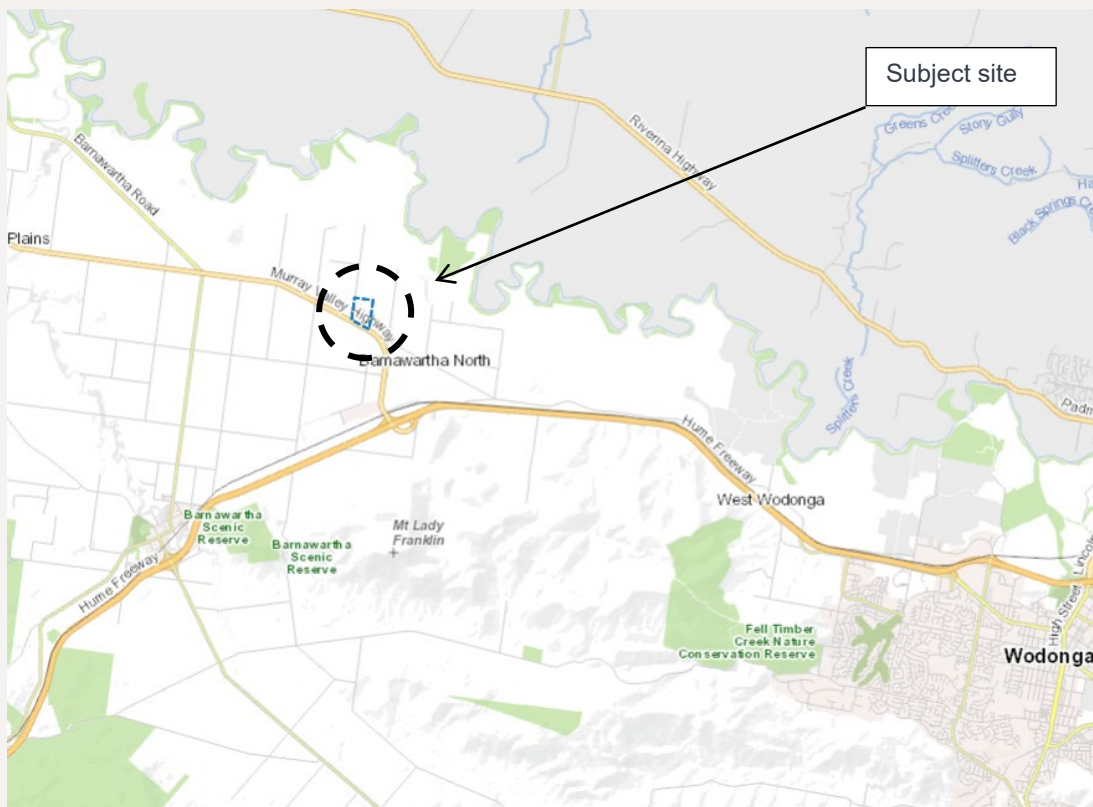 Subject site
Greens Creek
Stony Gully
Splitters Creek
Black Springs C
Riverina Highway
Barnawartha Road
Plains
Murray Valley Highway
Barnawartha North
Splitters Creek
Padm
Hume Freeway
West Wodonga
Barnawartha
Scenic
Reserve
Barnawartha
Scenic
Reserve
Mt Lady
Franklin
Hume Freeway
Fell Timber
Creek Nature
Conservation Reserve
High Street
Lincoln
Wodonga